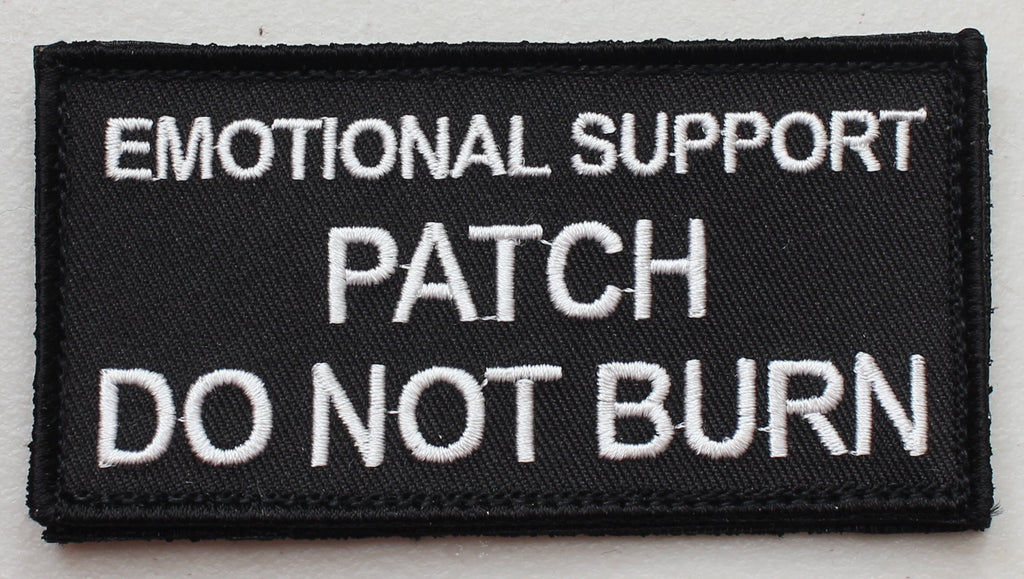 EMOTIONAL SUPPORT
PATCH
DO NOT BURN